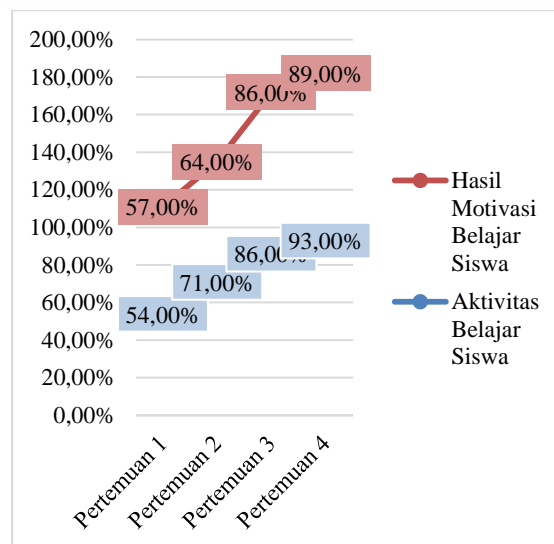 200,00%
180,00%
160,00%
140,00%
120,00%
100,00%
80,00%
60,00%
40,00%
20,00%
0,00%
57,00%
64,00%
86,00%
89,00%
54,00%
71,00%
86,00%
93,00%
Pertemuan 1
Pertemuan 2
Pertemuan 3
Pertemuan 4
Hasil
Motivasi
Belajar
Siswa
Aktivitas
Belajar
Siswa